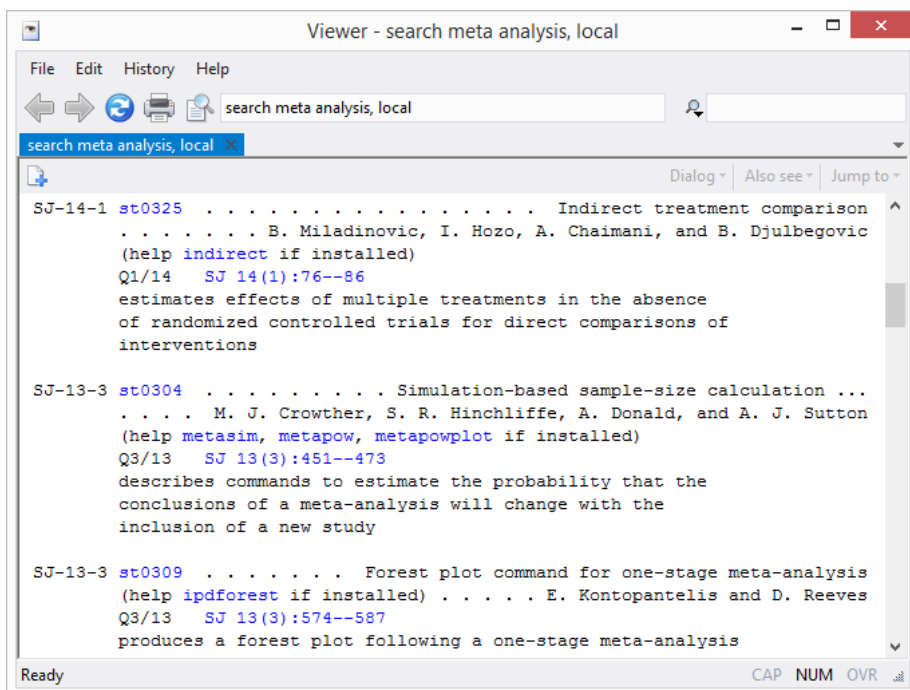 Viewer - search meta analysis, local
File Edit History Help
search meta analysis, local
search meta analysis, local
Dialog Also see Jump to
SJ-14-1 st0325 . . . . . . . . . . . . . . . . Indirect treatment comparison
. . . . . . . B. Miladinovic, I. Hozo, A. Chaimani, and B. Djulbegovic
(help indirect if installed)
Q1/14 SJ 14(1):76--86
estimates effects of multiple treatments in the absence
of randomized controlled trials for direct comparisons of
interventions
SJ-13-3 st0304 . . . . . . . . . Simulation-based sample-size calculation ...
. . . . M. J. Crowther, S. R. Hinchliffe, A. Donald, and A. J. Sutton
(help metasim, metapow, metapowplot if installed)
Q3/13 SJ 13(3):451--473
describes commands to estimate the probability that the
conclusions of a meta-analysis will change with the
inclusion of a new study
SJ-13-3 st0309 . . . . . . . Forest plot command for one-stage meta-analysis
(help ipdforest if installed) . . . . . E. Kontopantelis and D. Reeves
Q3/13 SJ 13(3):574--587
produces a forest plot following a one-stage meta-analysis
Ready CAP NUM OVR